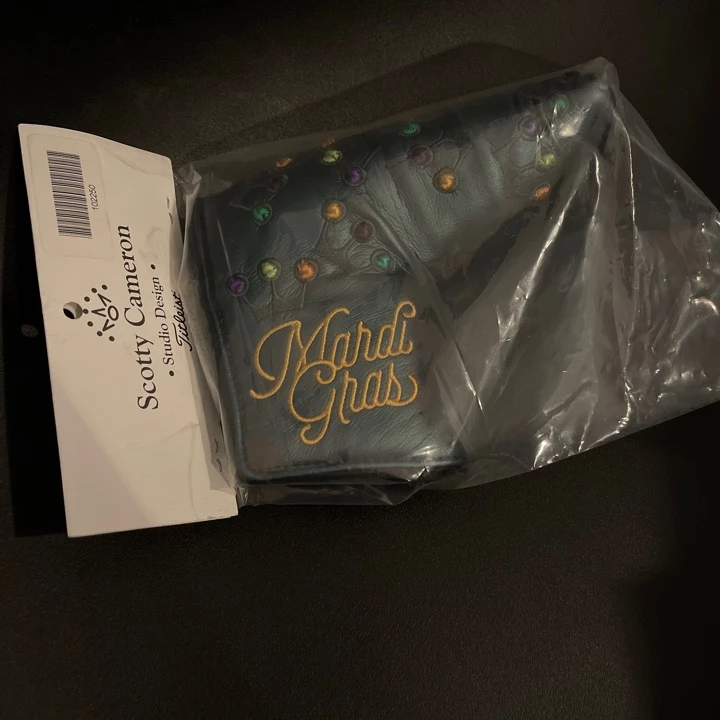 102250
Scotty Cameron
• Studio Design •
Titleist
Mardi
Gras